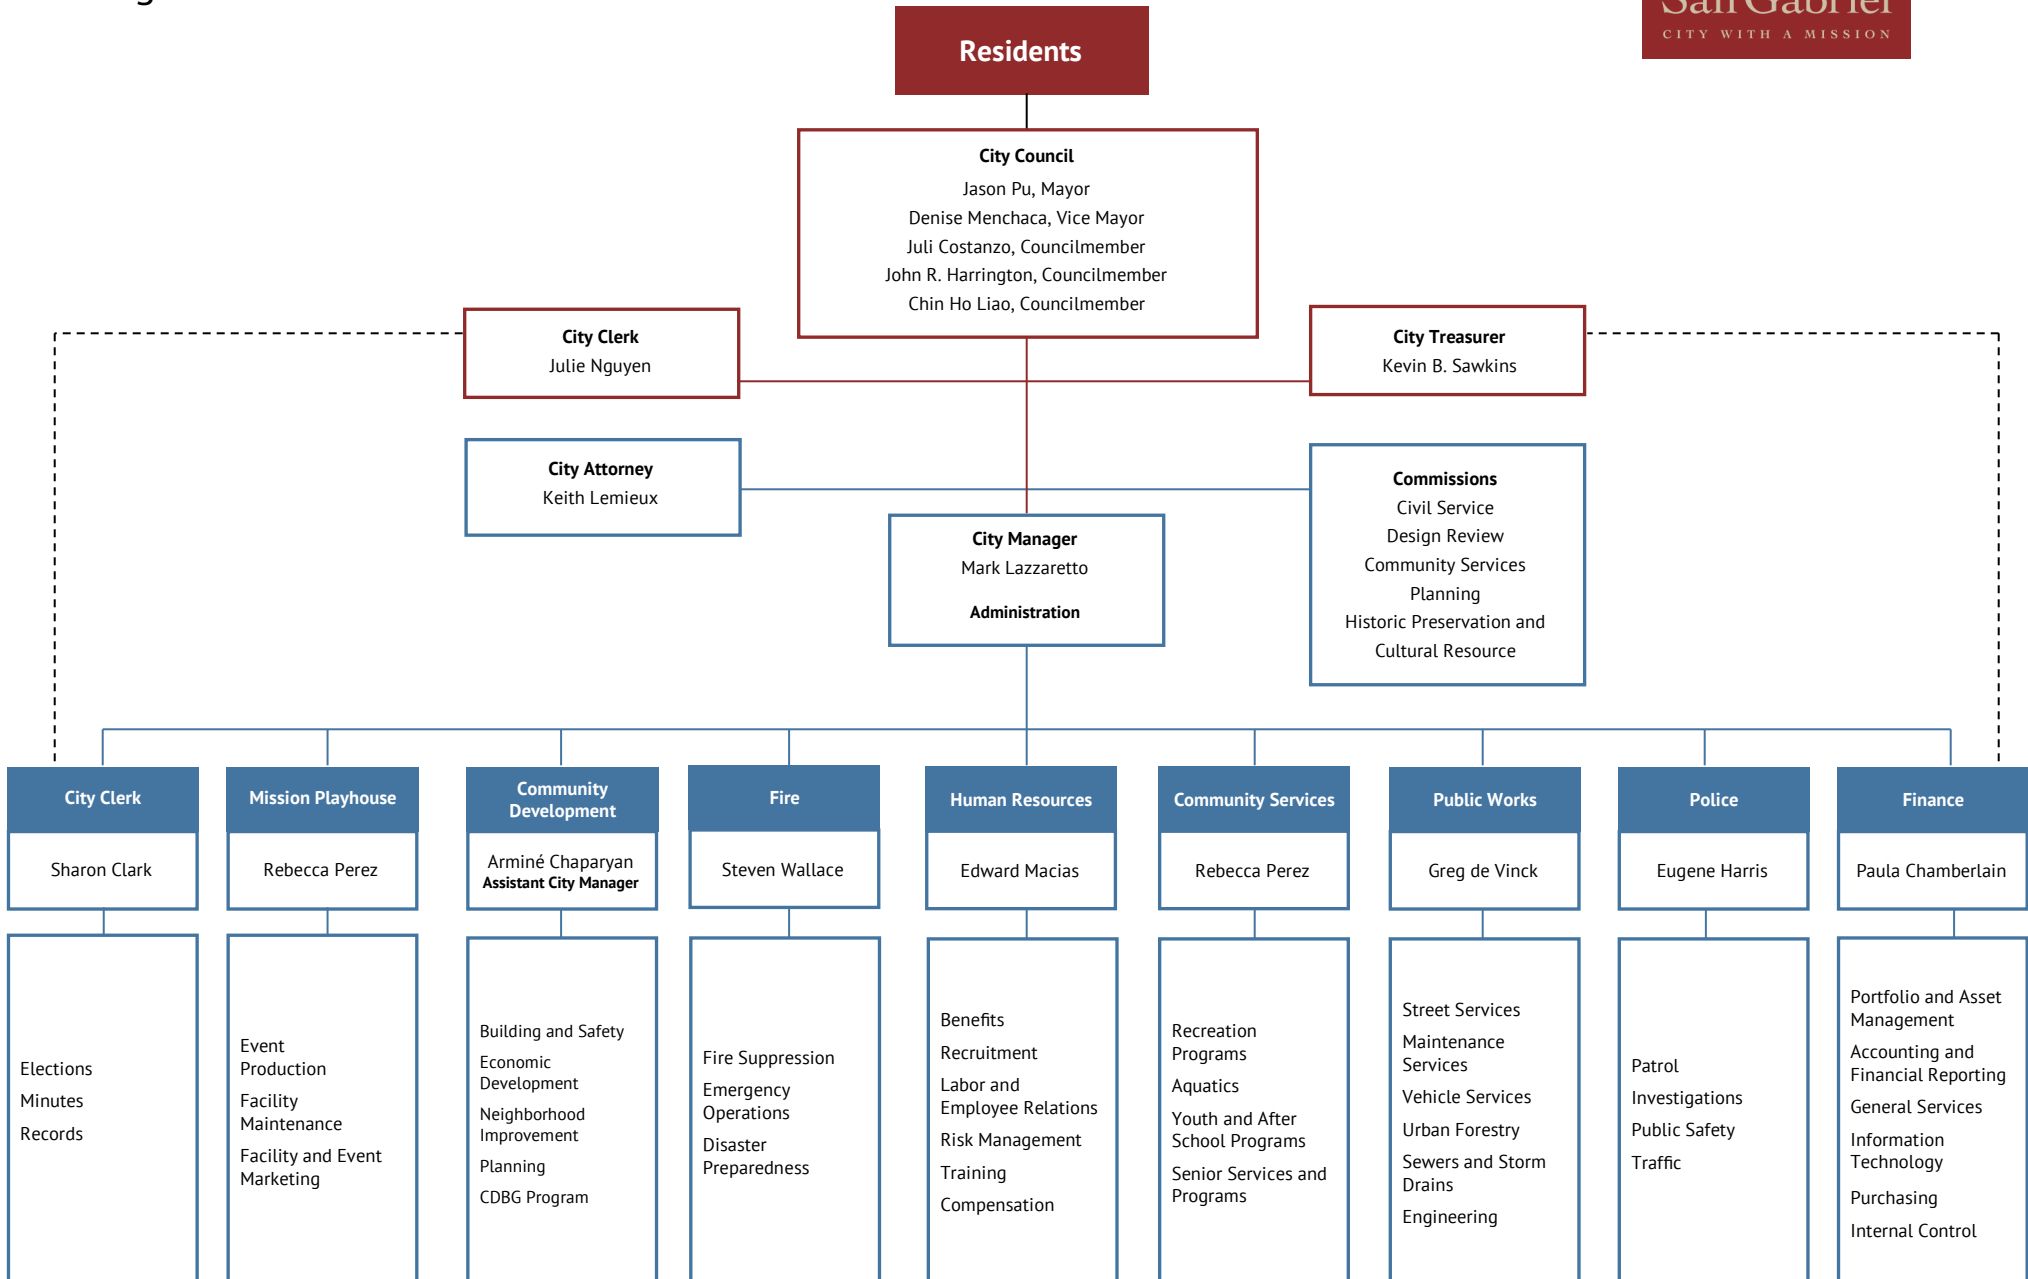 San Gabriel
CITY WITH A MISSION
Residents
City Council
Jason Pu, Mayor
Denise Menchaca, Vice Mayor
Juli Costanzo, Councilmember
John R. Harrington, Councilmember
Chin Ho Liao, Councilmember
City Clerk
Julie Nguyen
City Treasurer
Kevin B. Sawkins
City Attorney
Keith Lemieux
Commissions
Civil Service
Design Review
Community Services
Planning
Historic Preservation and
Cultural Resource
City Manager
Mark Lazzaretto
Administration
City Clerk
Sharon Clark
Elections
Minutes
Records
Mission Playhouse
Rebecca Perez
Event
Production
Facility
Maintenance
Facility and Event
Marketing
Community
Development
Arminé Chaparyan
Assistant City Manager
Building and Safety
Economic
Development
Neighborhood
Improvement
Planning
CDBG Program
Fire
Steven Wallace
Fire Suppression
Emergency
Operations
Disaster
Preparedness
Human Resources
Edward Macias
Benefits
Recruitment
Labor and
Employee Relations
Risk Management
Training
Compensation
Community Services
Rebecca Perez
Recreation
Programs
Aquatics
Youth and After
School Programs
Senior Services and
Programs
Public Works
Greg de Vinck
Street Services
Maintenance
Services
Vehicle Services
Urban Forestry
Sewers and Storm
Drains
Engineering
Police
Eugene Harris
Patrol
Investigations
Public Safety
Traffic
Finance
Paula Chamberlain
Portfolio and Asset
Management
Accounting and
Financial Reporting
General Services
Information
Technology
Purchasing
Internal Control